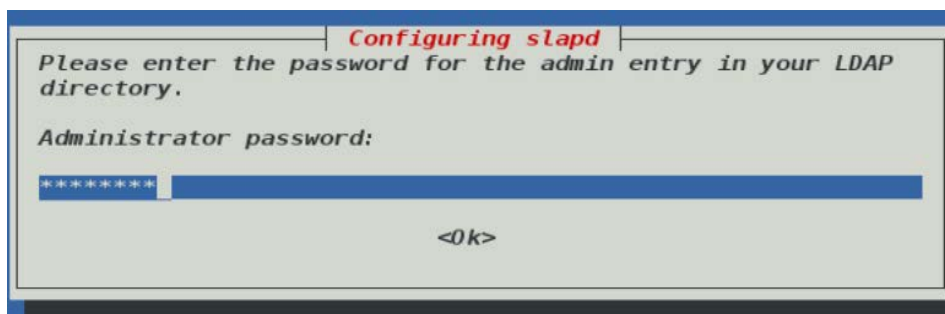 Configuring slapd
Please enter the password for the admin entry in your LDAP
directory.
Administrator password:
********
<Ok>